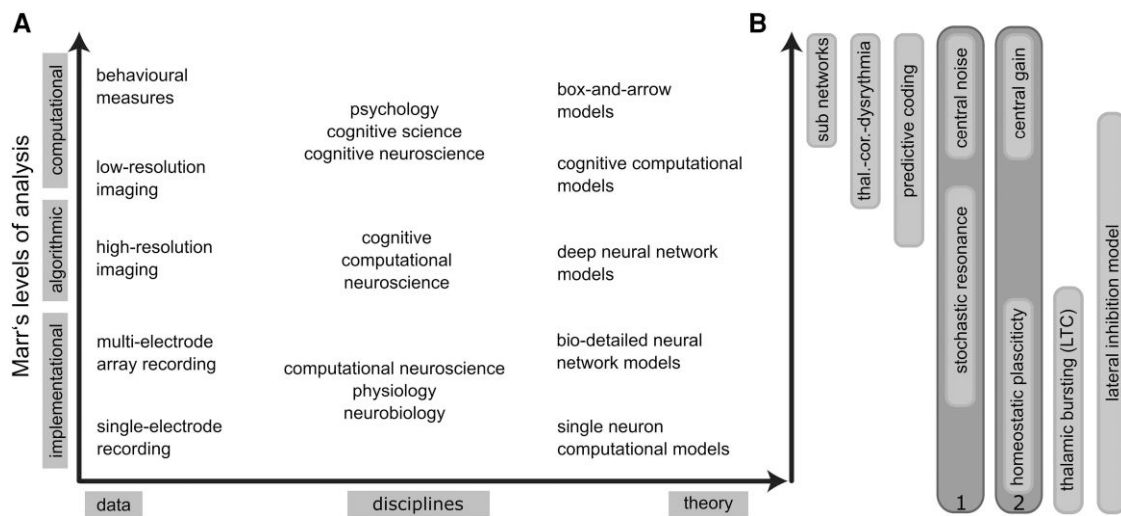 A
B
Marr's levels of analysis
computational
algorithmic
implementational
behavioural
measures
low-resolution
imaging
high-resolution
imaging
multi-electrode
array recording
single-electrode
recording
psychology
cognitive science
cognitive neuroscience
cognitive
computational
neuroscience
computational neuroscience
physiology
neurobiology
box-and-arrow
models
cognitive computational
models
deep neural network
models
bio-detailed neural
network models
single neuron
computational models
data
disciplines
theory
sub networks
thal.-cor.-dysrythmia
predictive coding
central noise
stochastic resonance
1
central gain
homeostatic plasciticty
2
thalamic bursting (LTC)
lateral inhibition model